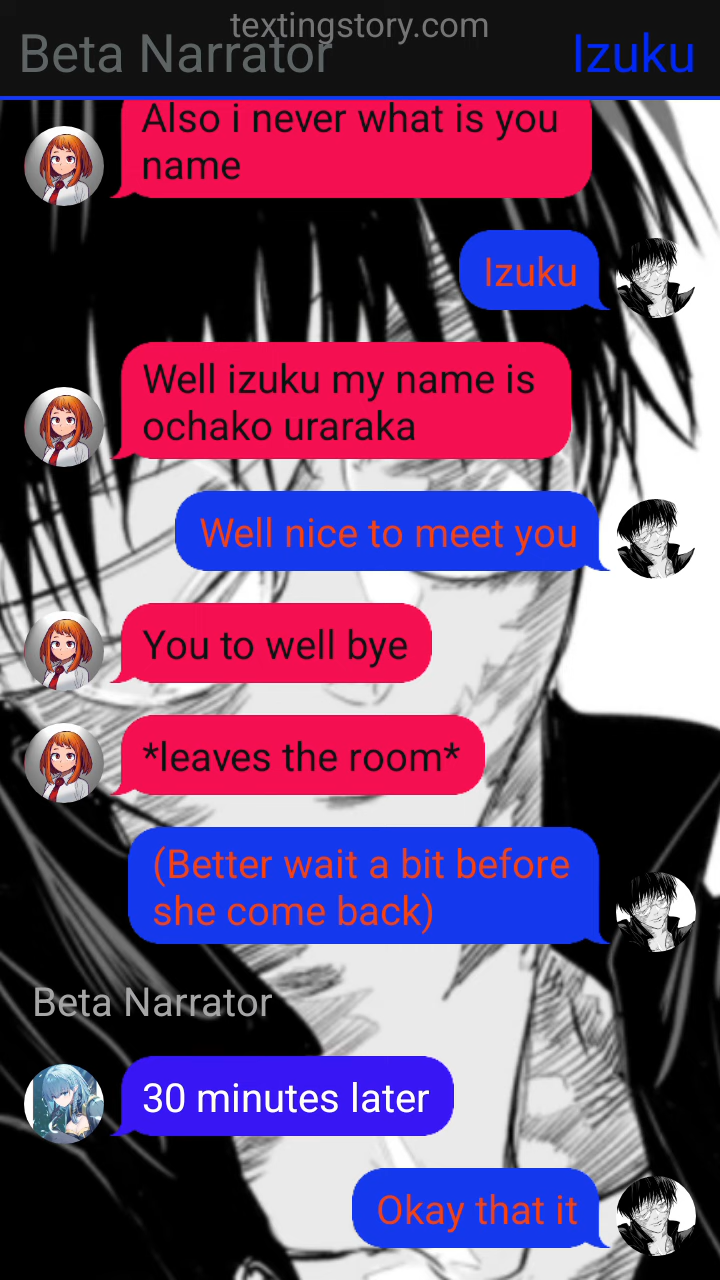 textingstory.com
Beta Narrator
Izuku
Also i never what is you
name
Izuku
Well izuku my name is
ochako uraraka
Well nice to meet you
You to well bye
*leaves the room*
(Better wait a bit before
she come back)
Beta Narrator
30 minutes later
Okay that it